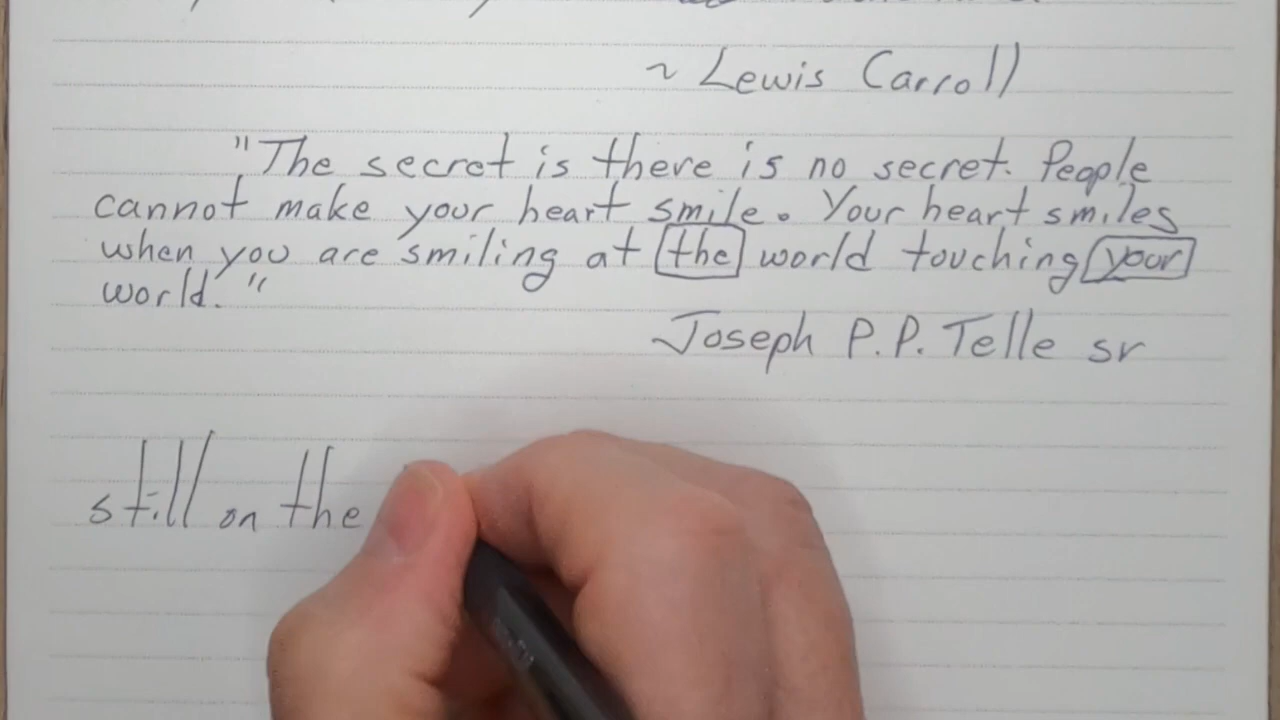 ~ Lewis Carroll
"The secret is there is no secret. People
cannot make your heart smile. Your heart smiles
when you are smiling at the world touching your
world."
Joseph P.P. Telle sr
still on the